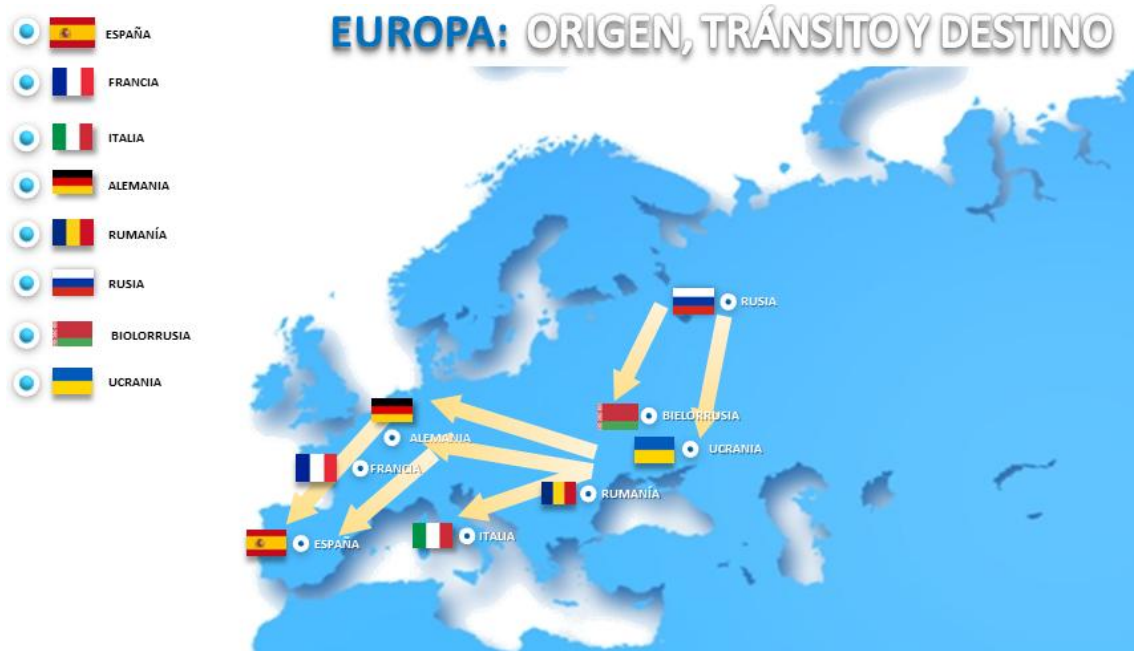 EUROPA: ORIGEN, TRÁNSITO Y DESTINO
ESPAÑA
FRANCIA
ITALIA
ALEMANIA
RUMANÍA
RUSIA
BIOLORRUSIA
UCRANIA
RUSIA
BIELORRUSIA
UCRANIA
ALEMANIA
FRANCIA
RUMANÍA
ITALIA
ESPAÑA